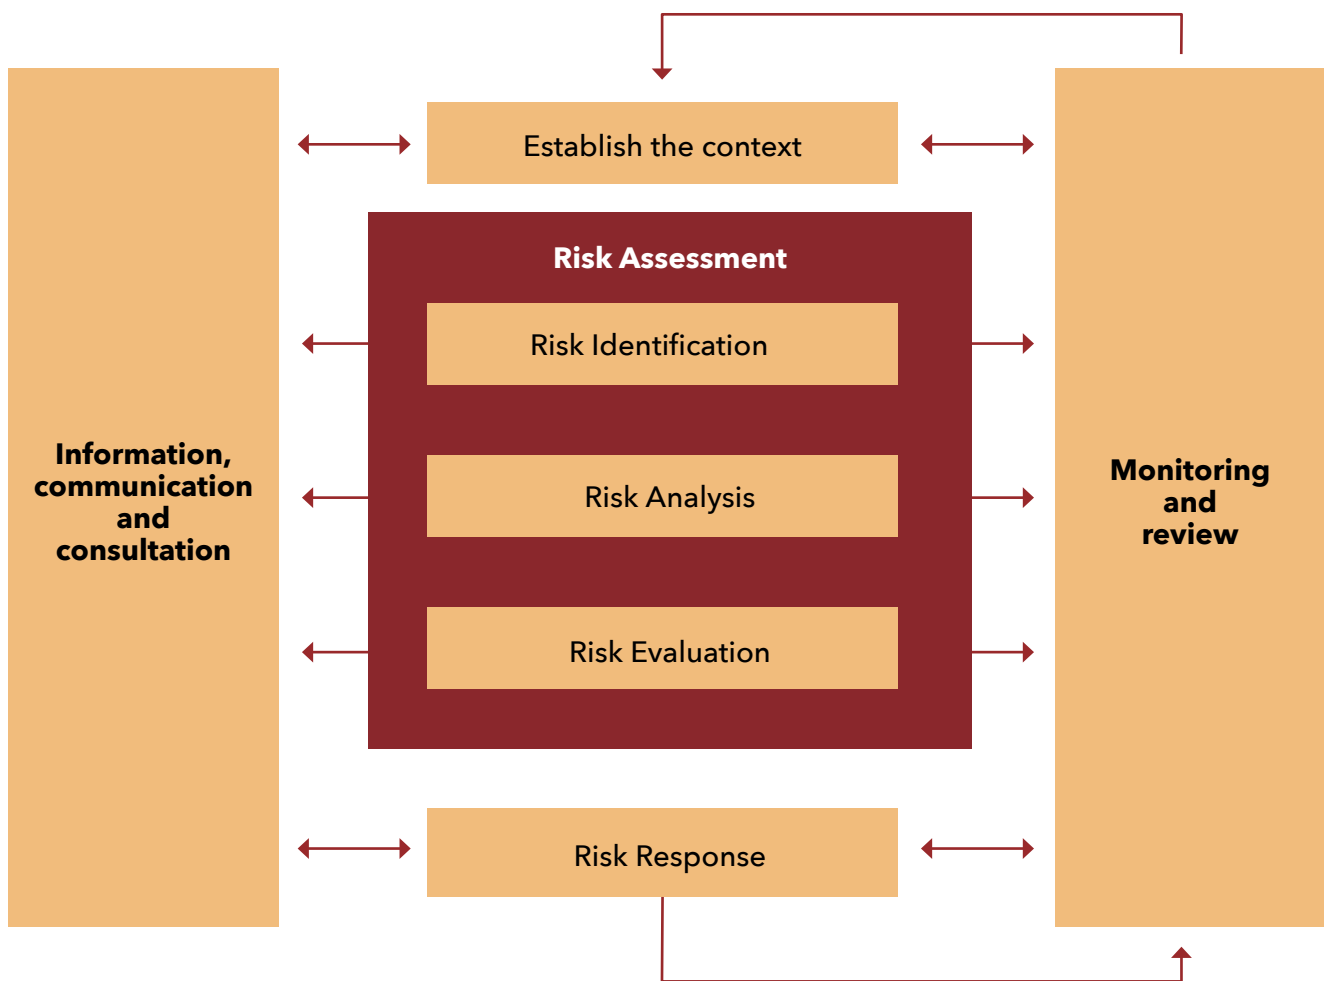 Establish the context
Risk Assessment
Risk Identification
Risk Analysis
Risk Evaluation
Risk Response
Information,
communication
and
consultation
Monitoring
and
review